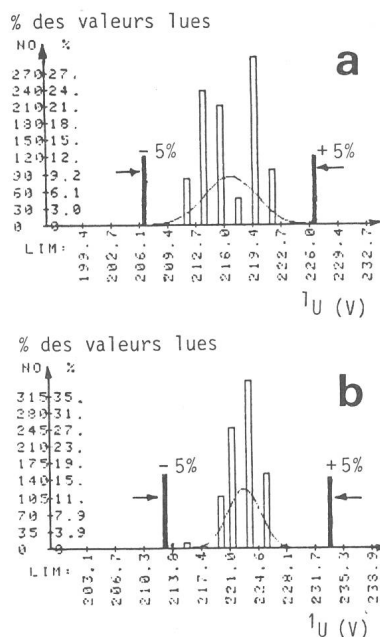 % des valeurs lues
NO %
a
270 27.
240 24.
210 21.
180 18.
150 15.
- 5% +5%
120 12.
90 9.2
60 6.1
30 3.0
0 0
LIM: 199.4 202.7 206.1 209.4 212.7 216.0 219.4 222.7 226.0 229.4 232.7
1U (V)
% des valeurs lues
NO %
b
315 35.
280 31.
245 27.
210 23.
175 19.
- 5% +5%
140 15.
105 11.
70 7.9
35 3.9
0 0
LIM: 203.1 206.7 210.3 213.8 217.4 221.0 224.6 228.1 231.7 235.3 238.9
1U (V)